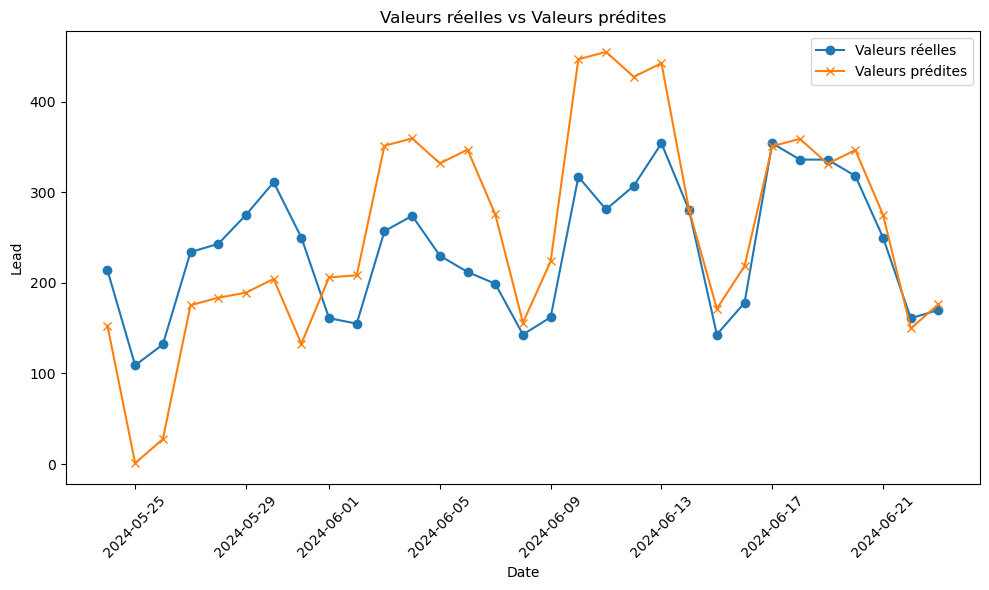 Valeurs réelles vs Valeurs prédites
Valeurs réelles
Valeurs prédites
Lead
400
300
200
100
0
2024-05-25
2024-05-29
2024-06-01
2024-06-05
2024-06-09
2024-06-13
2024-06-17
2024-06-21
Date